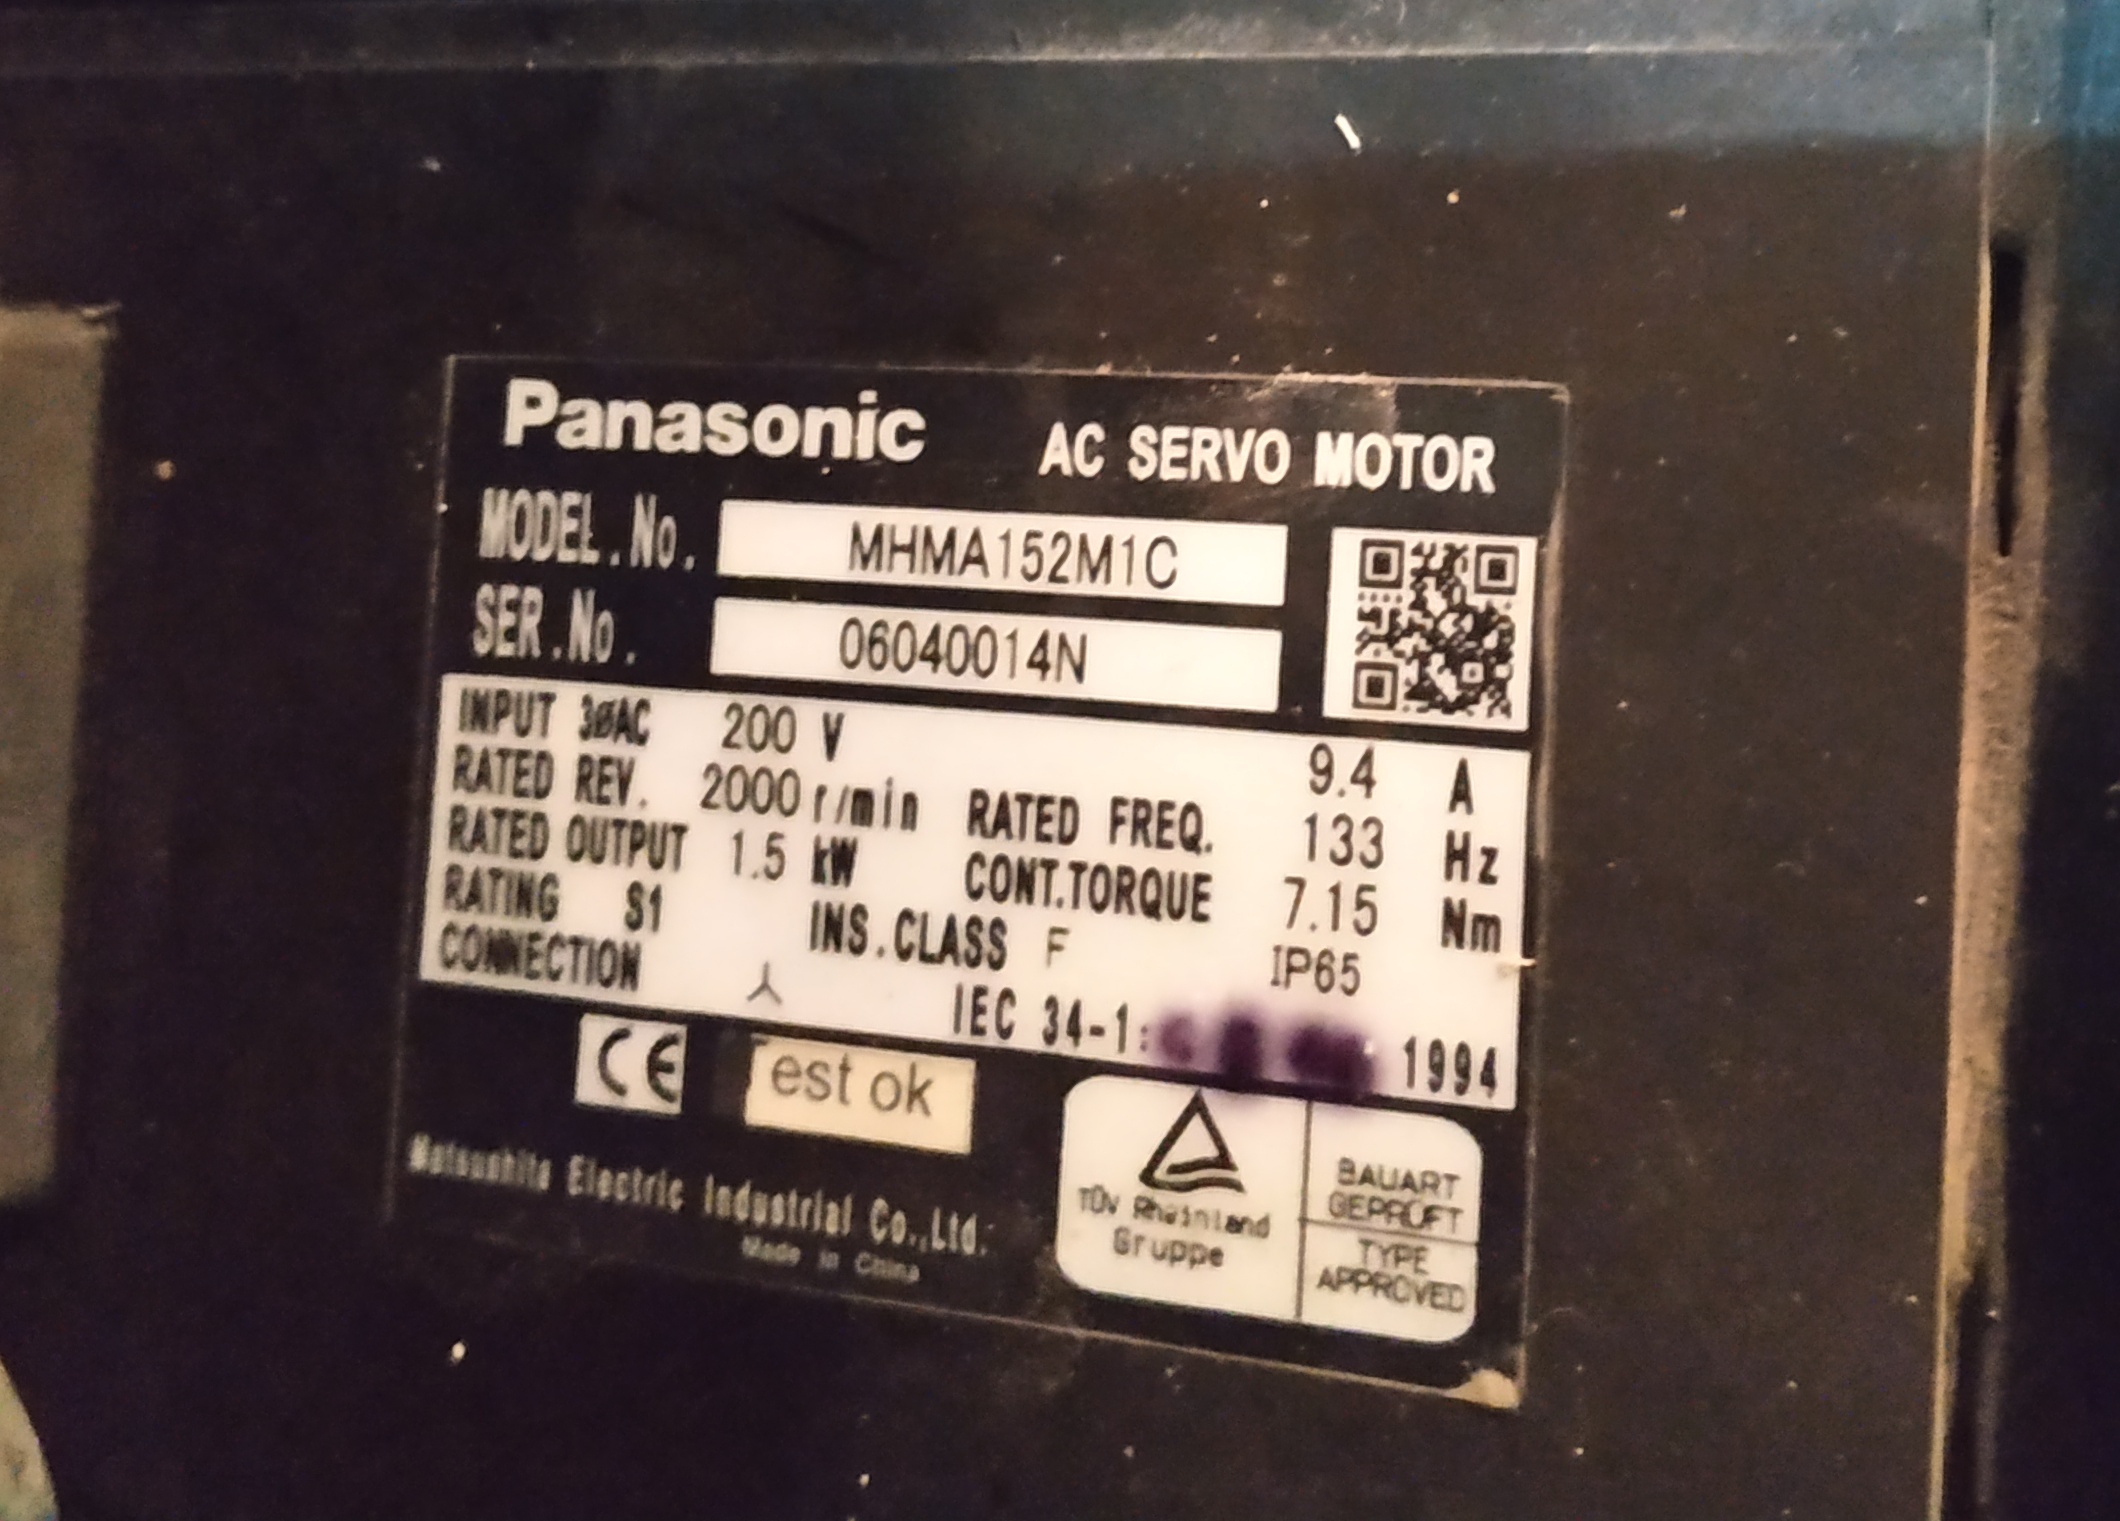 Panasonic AC SERVO MOTOR
MODEL.No. MHMA152M1C
SER.No. 06040014N
INPUT 3ØAC 200 V 9.4 A
RATED REV. 2000 r/min RATED FREQ. 133 Hz
RATED OUTPUT 1.5 kW CONT.TORQUE 7.15 Nm
RATING S1 INS.CLASS F IP65
CONNECTION IEC 34-1: 1994
CE est ok
Matsushita Electric Industrial Co.,Ltd.
Made in China
TÜV Rheinland
Gruppe
BAUART
GEPRÜFT
TYPE
APPROVED